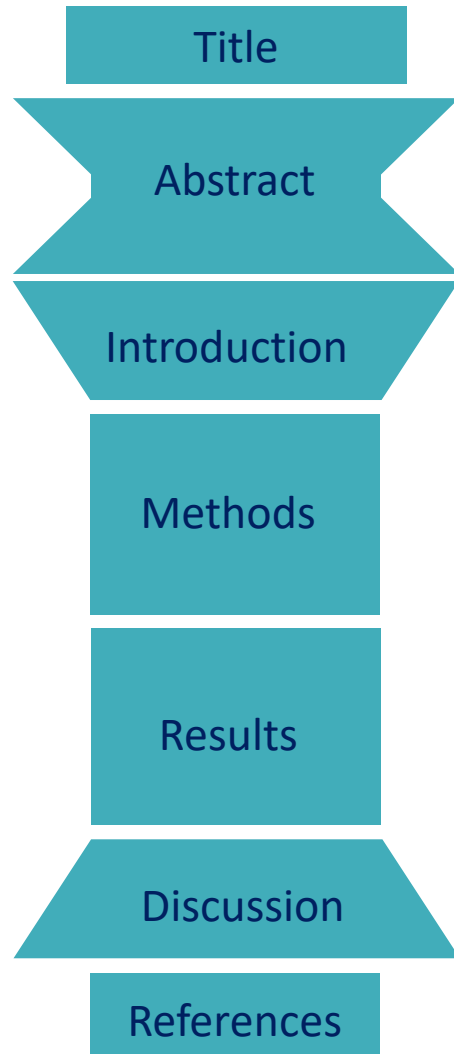 Title
Abstract
Introduction
Methods
Results
Discussion
References